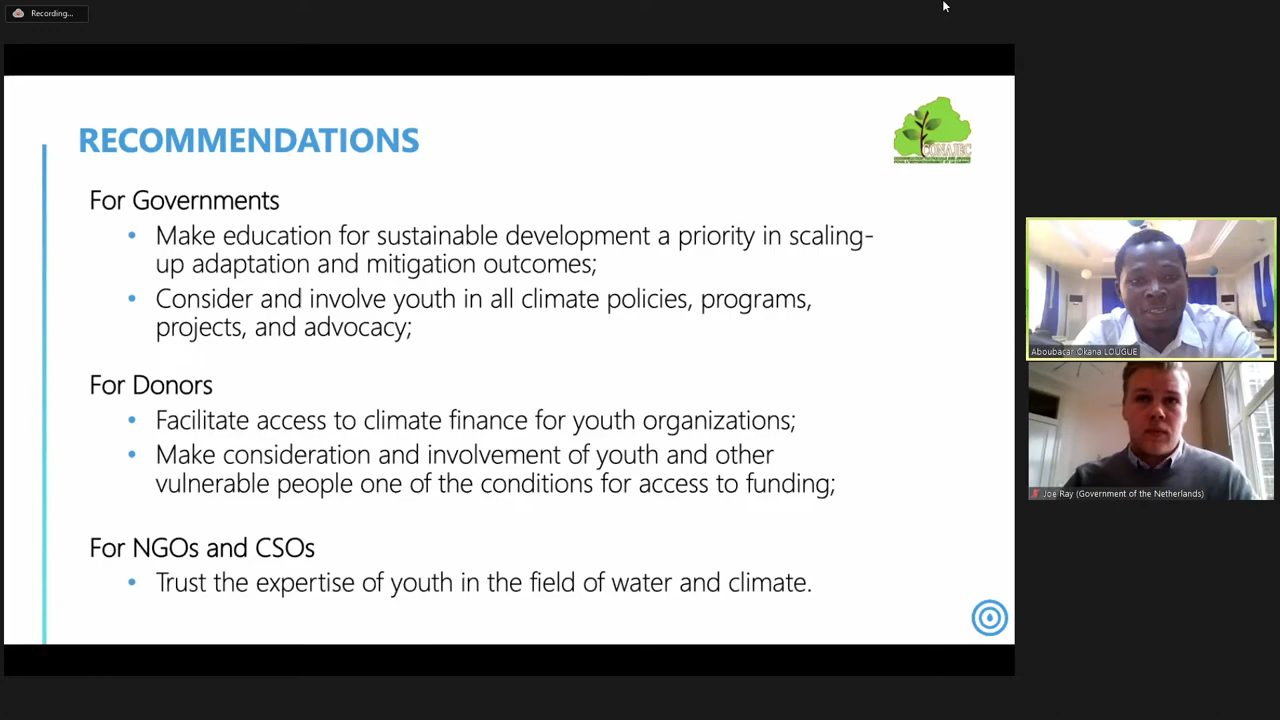 Recording...
RECOMMENDATIONS
CONAJEC
For Governments
• Make education for sustainable development a priority in scaling-
up adaptation and mitigation outcomes;
• Consider and involve youth in all climate policies, programs,
projects, and advocacy;
For Donors
• Facilitate access to climate finance for youth organizations;
• Make consideration and involvement of youth and other
vulnerable people one of the conditions for access to funding;
For NGOs and CSOs
• Trust the expertise of youth in the field of water and climate.
Aboubacar Okana LOUGUE
Joe Ray (Government of the Netherlands)